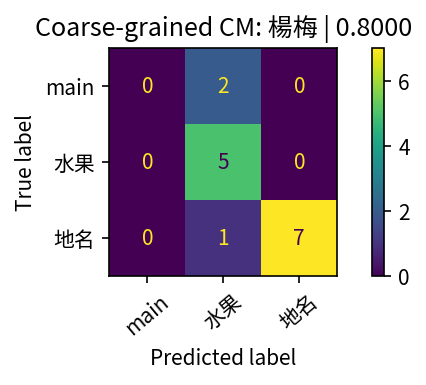 Coarse-grained CM: 楊梅 | 0.8000
True label
main 0 2 0
水果 0 5 0
地名 0 1 7
main 水果 地名
Predicted label
6
4
2
0